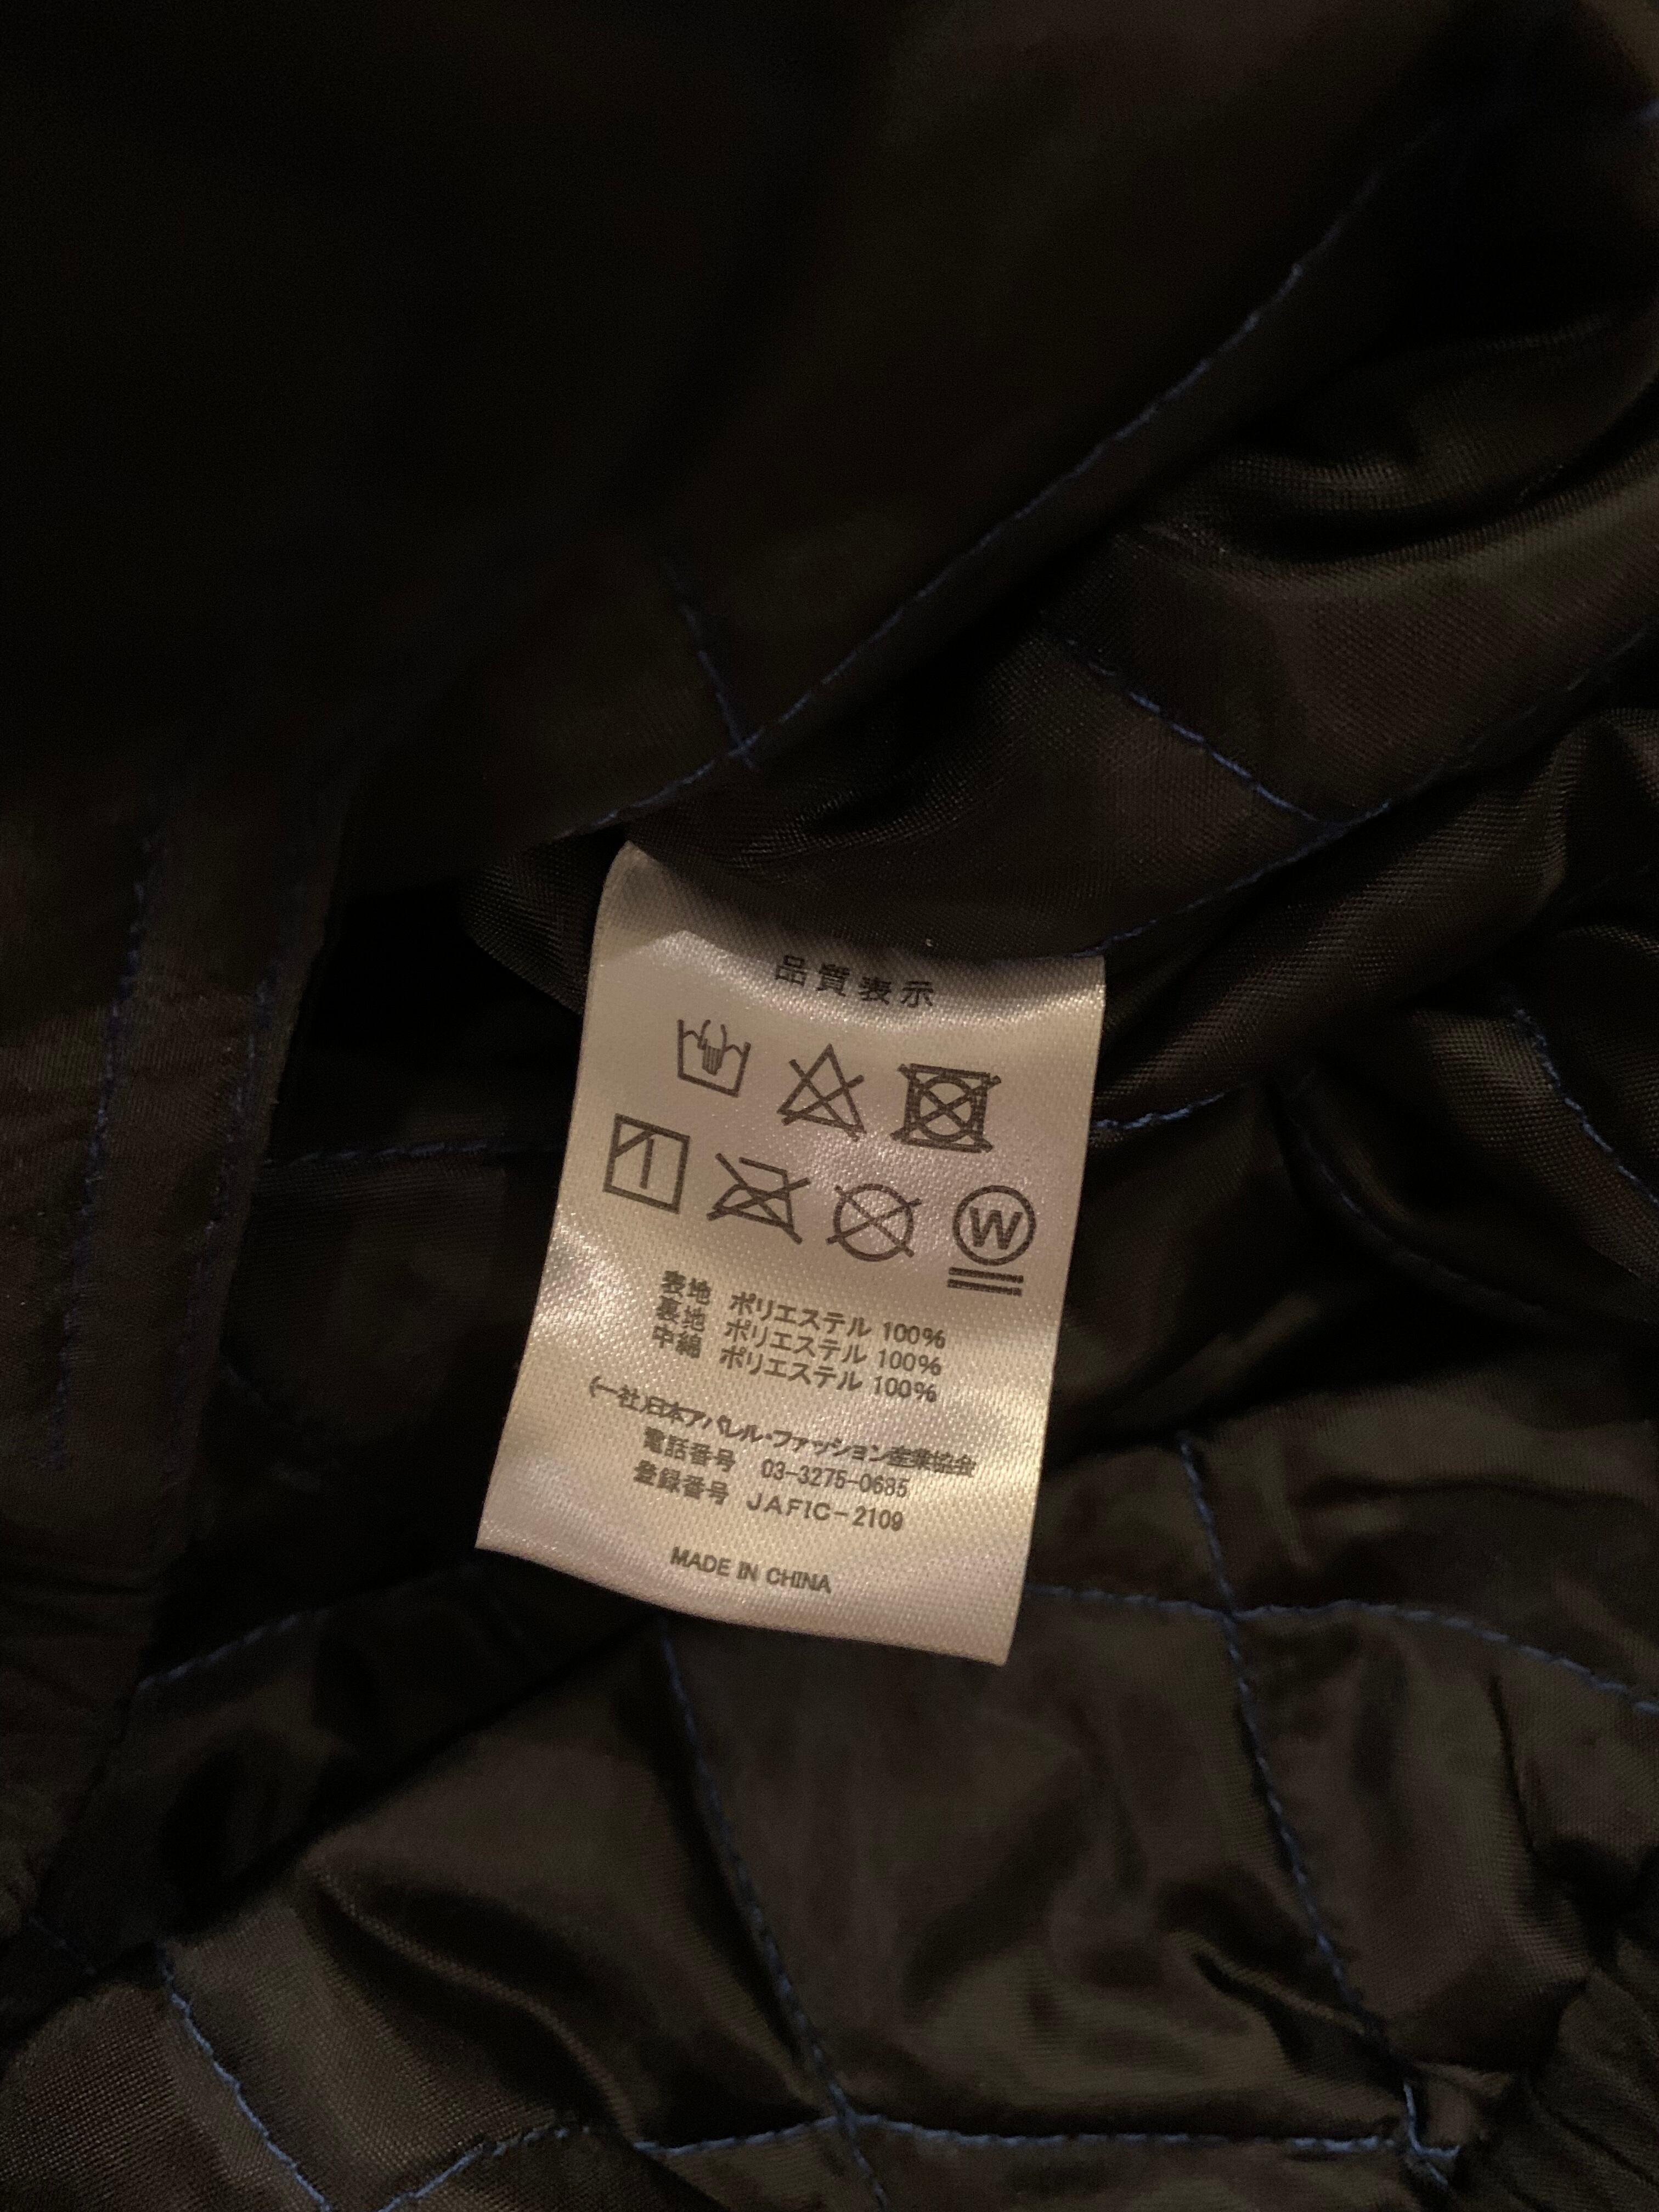 品質表示
W
表地 ポリエステル 100%
裏地 ポリエステル 100%
中綿 ポリエステル 100%
(一社)日本アパレル・ファッション産業協会
電話番号 03-3275-0685
登録番号 JAFIC-2109
MADE IN CHINA